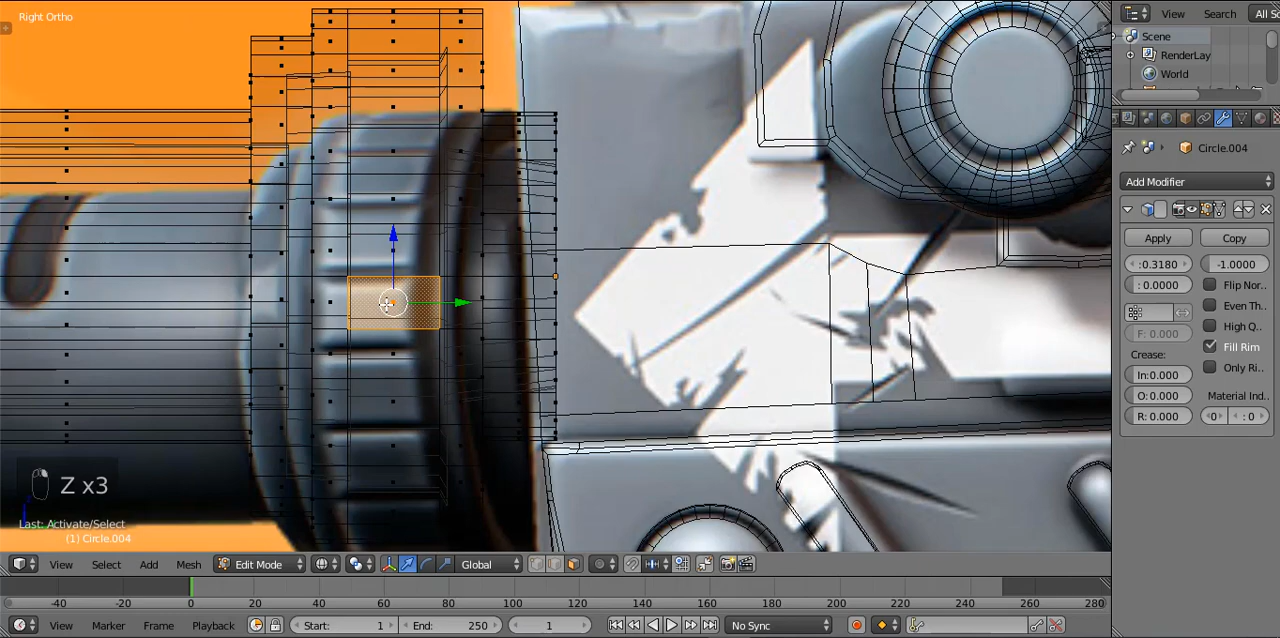 Right Ortho
View Search All Sc
Scene
RenderLay
World
Circle.004
Add Modifier
Apply Copy
:0.3180 -1.0000
: 0.0000 Flip Nor..
Even Th..
F: 0.000 High Q..
Crease: Fill Rim
In:0.000 Only Ri..
O:0.000 Material Ind..
R: 0.000 0 : 0
Z x3
Last: Activate/Select
(1) Circle.004
View Select Add Mesh Edit Mode Global
-40 -20 0 20 40 60 80 100 120 140 160 180 200 220 240 260 280
View Marker Frame Playback Start: 1 End: 250 1 No Sync